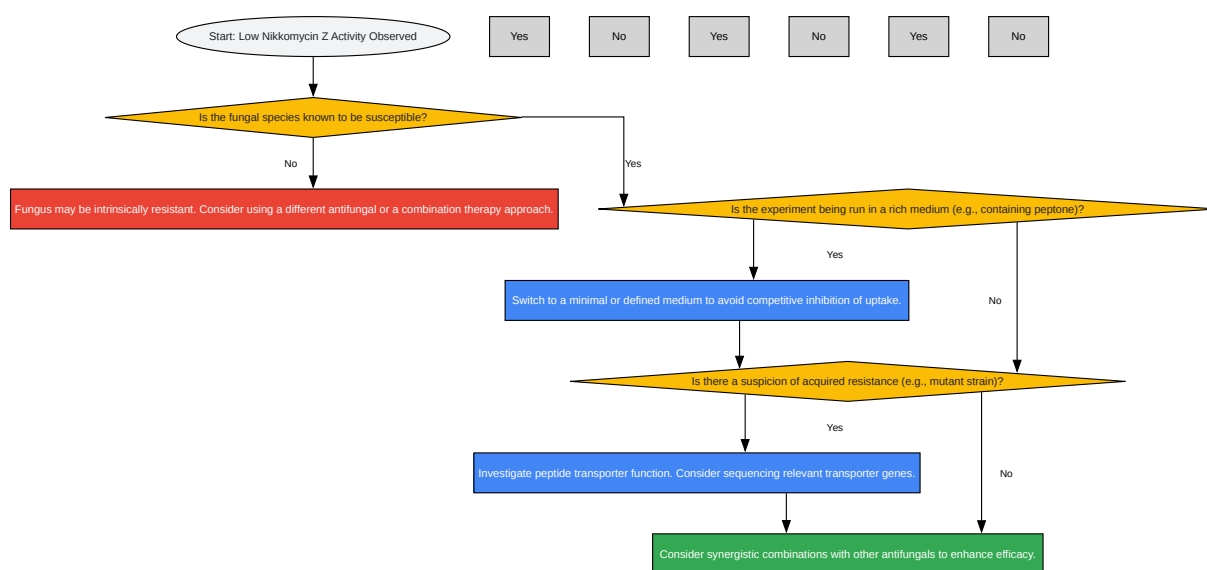 Start: Low Nikkomycin Z Activity Observed
Yes
No
Yes
No
Yes
No
Is the fungal species known to be susceptible?
No
Yes
Fungus may be intrinsically resistant. Consider using a different antifungal or a combination therapy approach.
Is the experiment being run in a rich medium (e.g., containing peptone)?
Yes
No
Switch to a minimal or defined medium to avoid competitive inhibition of uptake.
Is there a suspicion of acquired resistance (e.g., mutant strain)?
Yes
No
Investigate peptide transporter function. Consider sequencing relevant transporter genes.
Consider synergistic combinations with other antifungals to enhance efficacy.